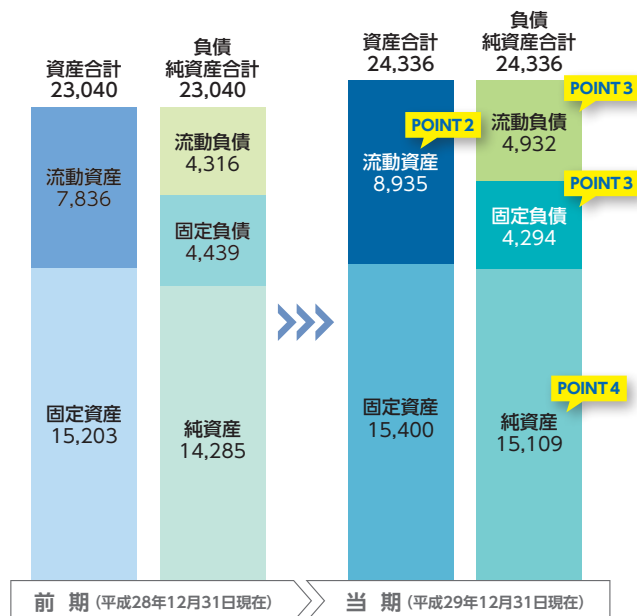 資産合計
23,040
流動資産
7,836
固定資産
15,203
負債
純資産合計
23,040
流動負債
4,316
固定負債
4,439
純資産
14,285
資産合計
24,336
POINT 2
流動資産
8,935
固定資産
15,400
負債
純資産合計
24,336
POINT 3
流動負債
4,932
POINT 3
固定負債
4,294
POINT 4
純資産
15,109
前 期 (平成28年12月31日現在)
当 期 (平成29年12月31日現在)